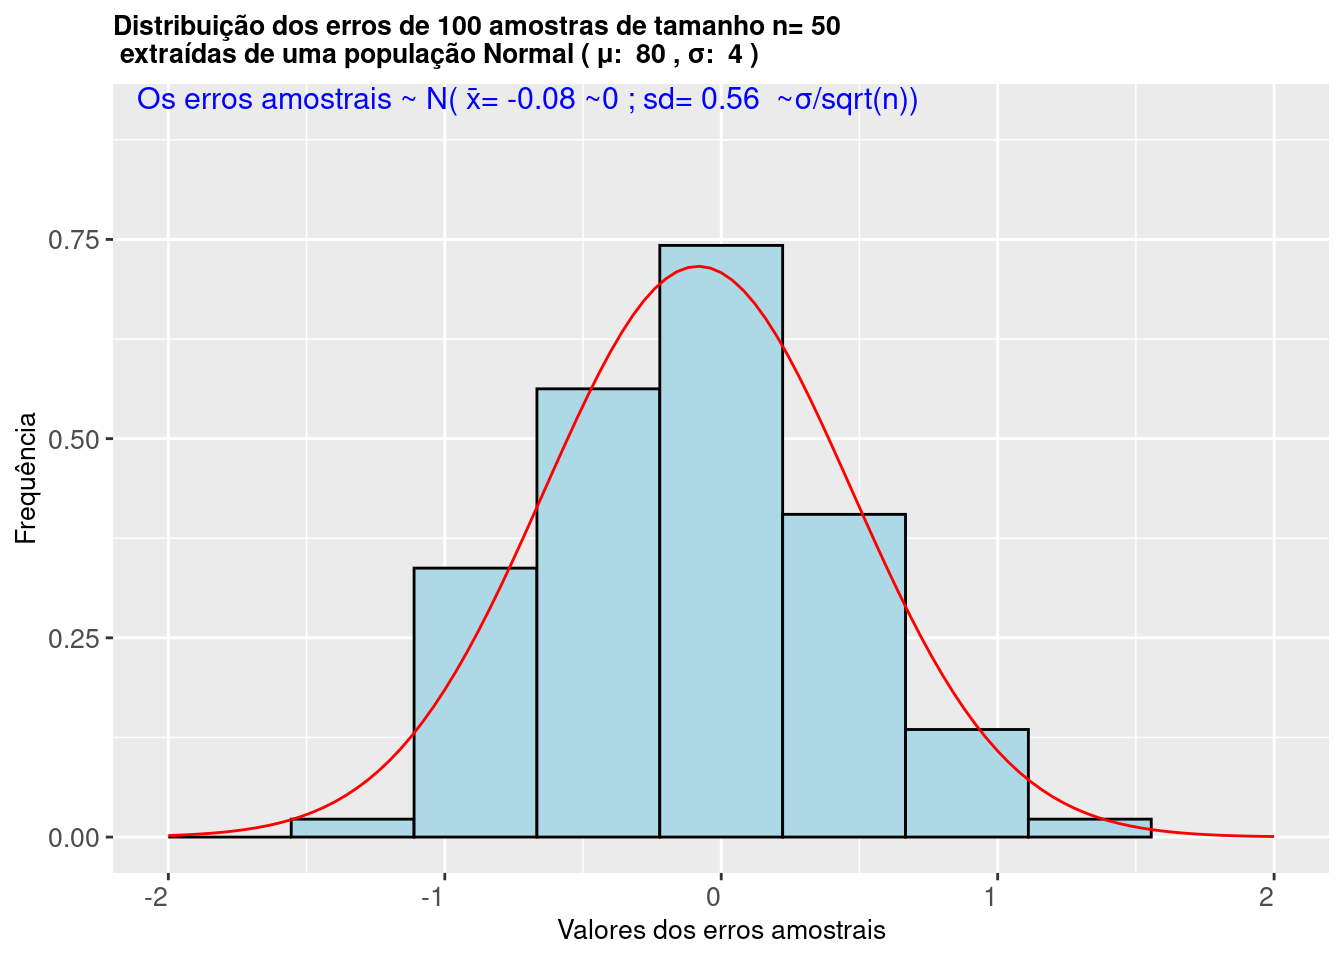 Distribuição dos erros de 100 amostras de tamanho n= 50
extraídas de uma população Normal ( μ:  80 , σ:  4 )
Os erros amostrais ~ N( x̄= -0.08 ~0 ; sd= 0.56  ~σ/sqrt(n))
Frequência
0.75
0.50
0.25
0.00
-2
-1
0
1
2
Valores dos erros amostrais